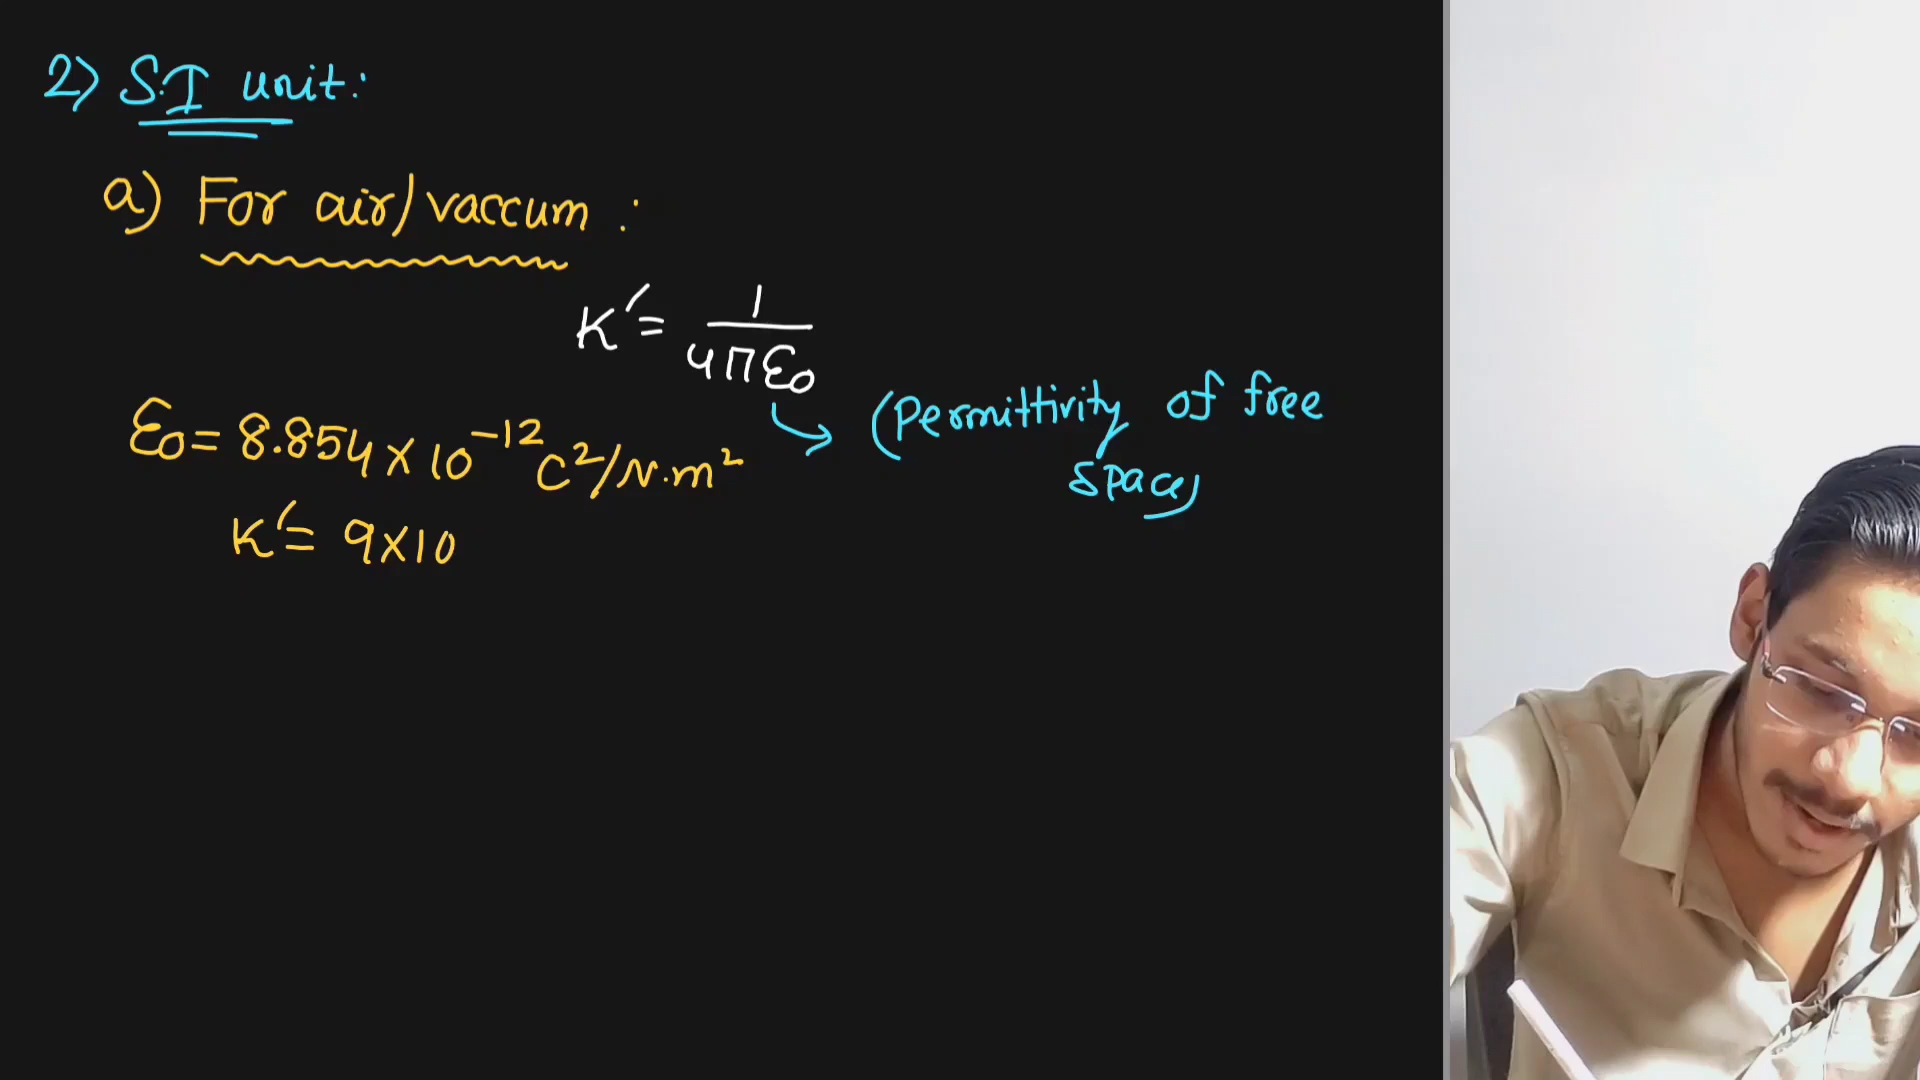 2) S.I unit:
a) For air/vaccum :
K' = 1/4πε₀
(Permittivity of free space)
ε₀ = 8.854 × 10⁻¹² C²/N.m²
K' = 9×10